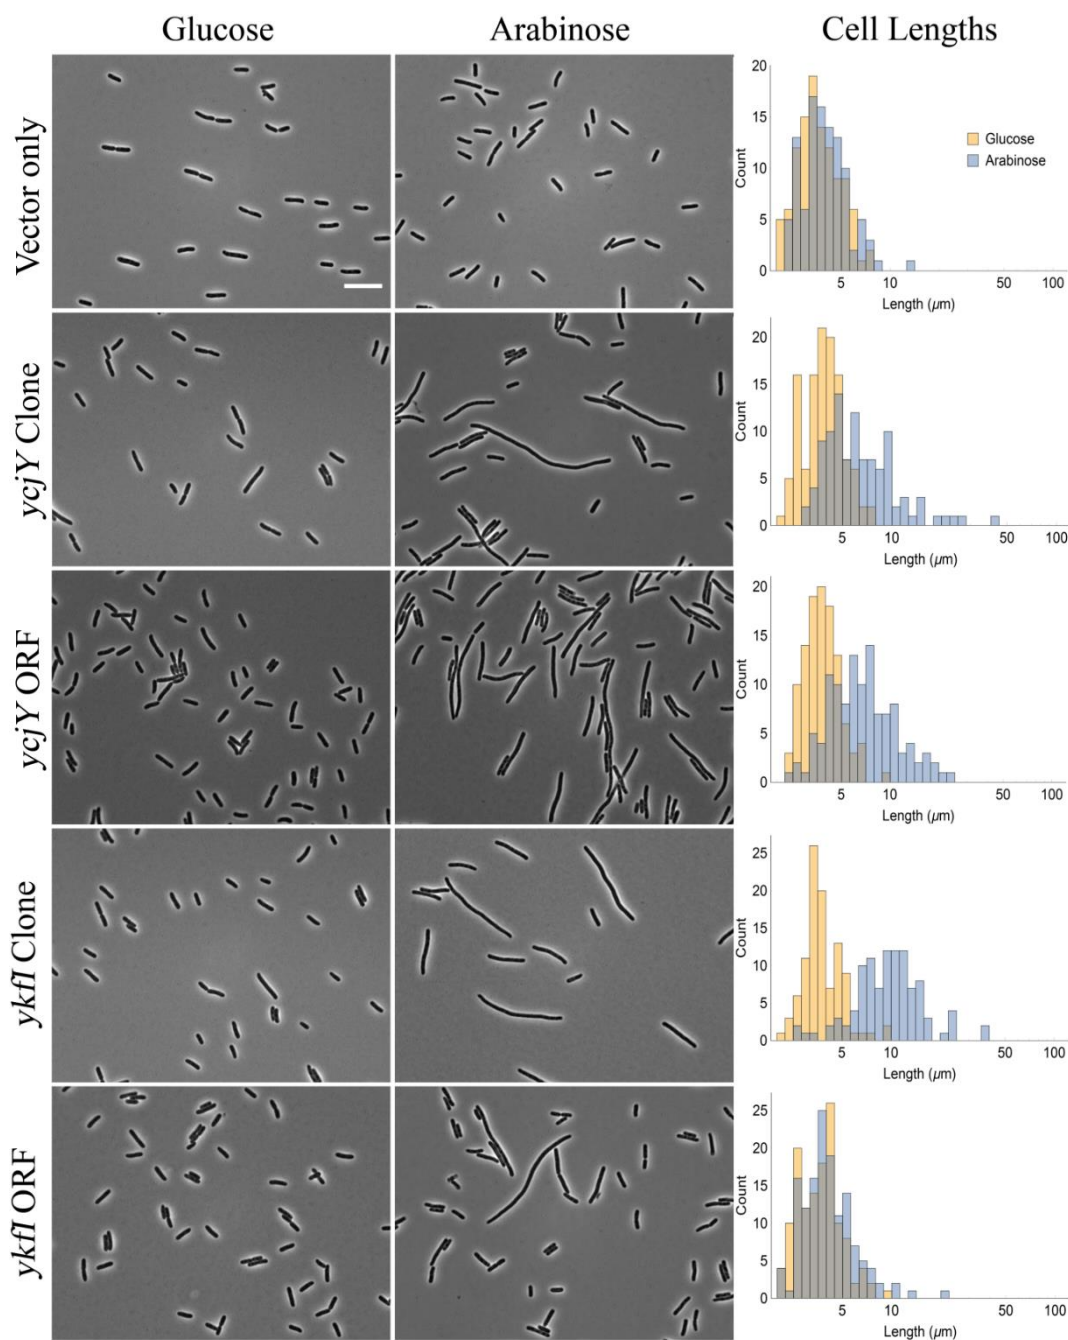 Glucose Arabinose Cell Lengths
Vector only
20
15
10
5
0
Count
Glucose
Arabinose
5 10 50 100
Length (µm)
ycjY Clone
20
15
10
5
0
Count
5 10 50 100
Length (µm)
ycjY ORF
20
15
10
5
0
Count
5 10 50 100
Length (µm)
ykfI Clone
25
20
15
10
5
0
Count
5 10 50 100
Length (µm)
ykfI ORF
25
20
15
10
5
0
Count
5 10 50 100
Length (µm)